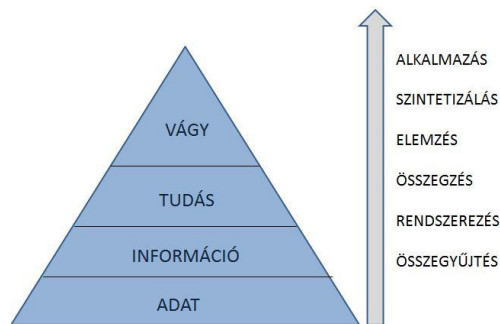 VÁGY
TUDÁS
INFORMÁCIÓ
ADAT
ALKALMAZÁS
SZINTETIZÁLÁS
ELEMZÉS
ÖSSZEGZÉS
RENDSZEREZÉS
ÖSSZEGYŰJTÉS